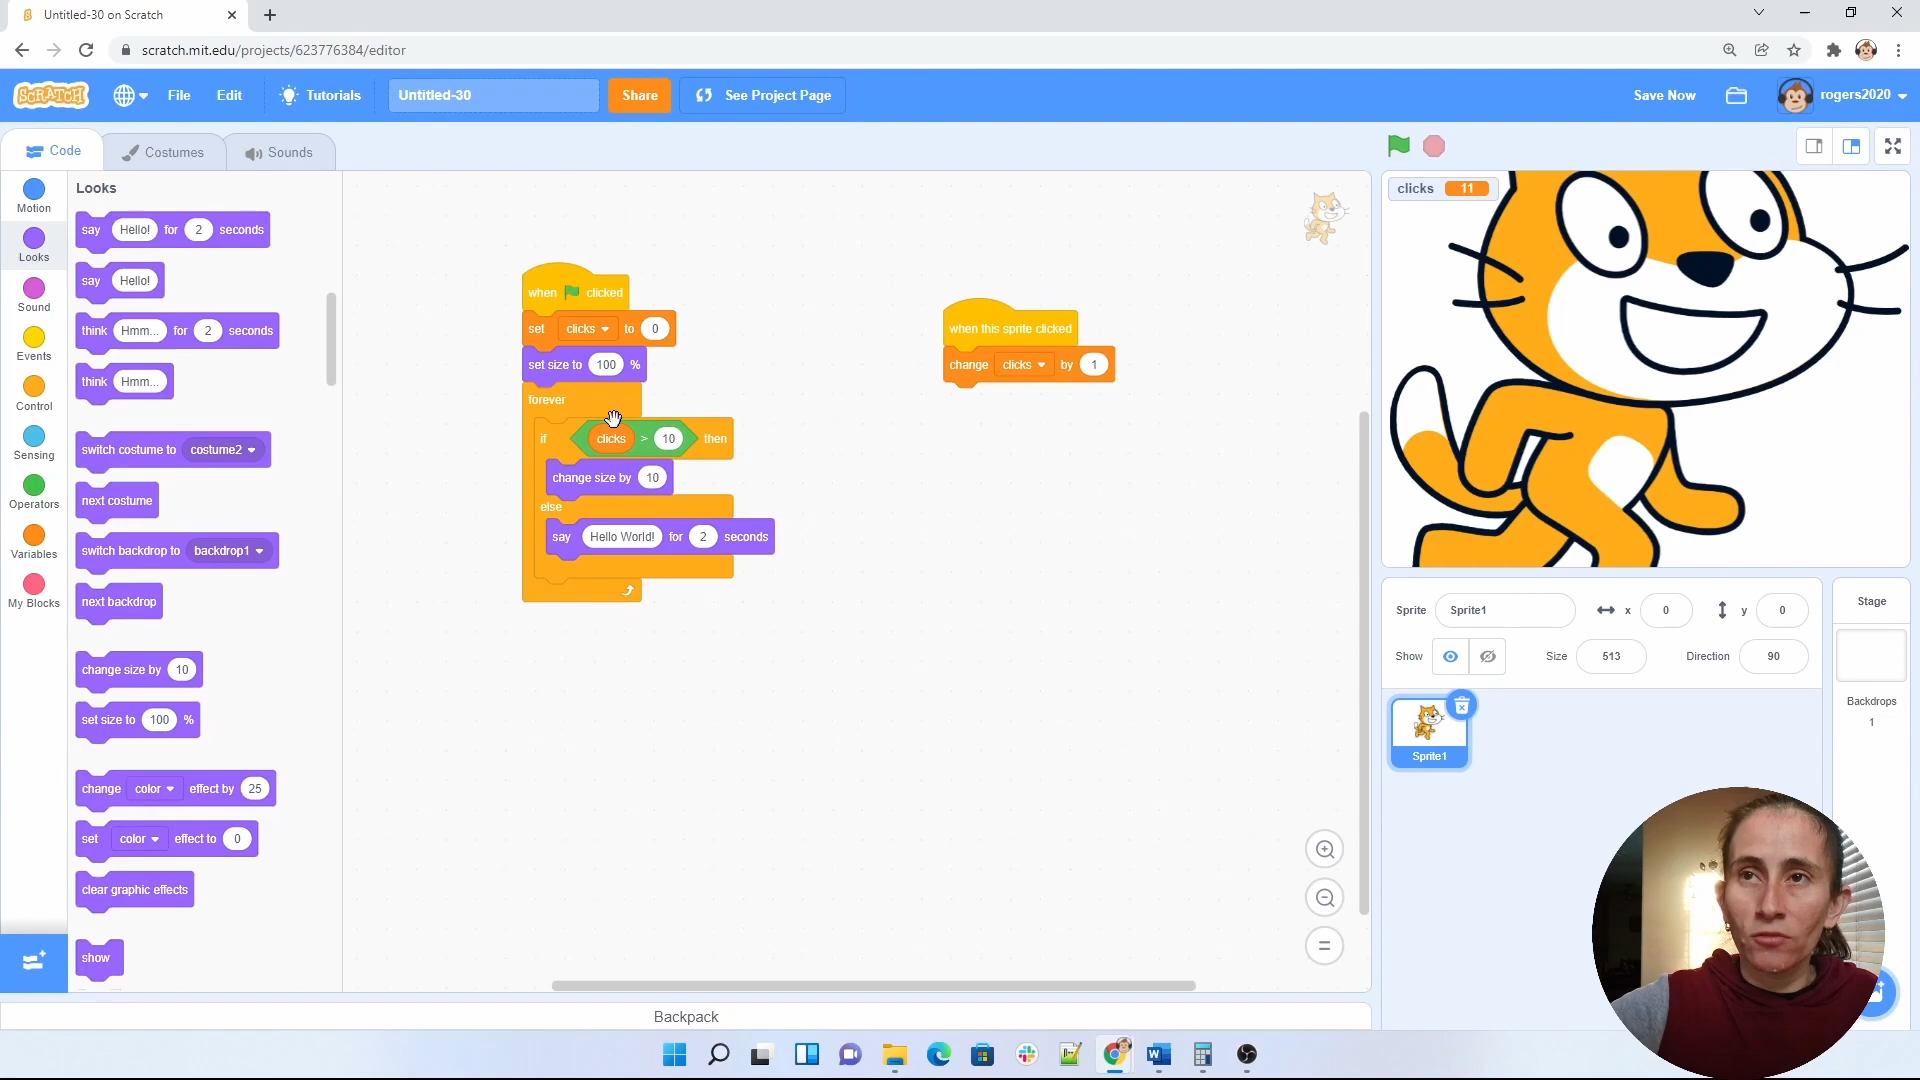 Untitled-30 on Scratch
scratch.mit.edu/projects/623776384/editor
SCRATCH
File
Edit
Tutorials
Untitled-30
Share
See Project Page
Save Now
rogers2020
Code
Costumes
Sounds
Motion
Looks
Sound
Events
Control
Sensing
Operators
Variables
My Blocks
Looks
say Hello! for 2 seconds
say Hello!
think Hmm... for 2 seconds
think Hmm...
switch costume to costume2
next costume
switch backdrop to backdrop1
next backdrop
change size by 10
set size to 100 %
change color effect by 25
set color effect to 0
clear graphic effects
show
when clicked
set clicks to 0
set size to 100 %
forever
if clicks > 10 then
change size by 10
else
say Hello World! for 2 seconds
when this sprite clicked
change clicks by 1
clicks 11
Sprite Sprite1 x 0 y 0
Show Size 513 Direction 90
Sprite1
Stage
Backdrops
1
Backpack